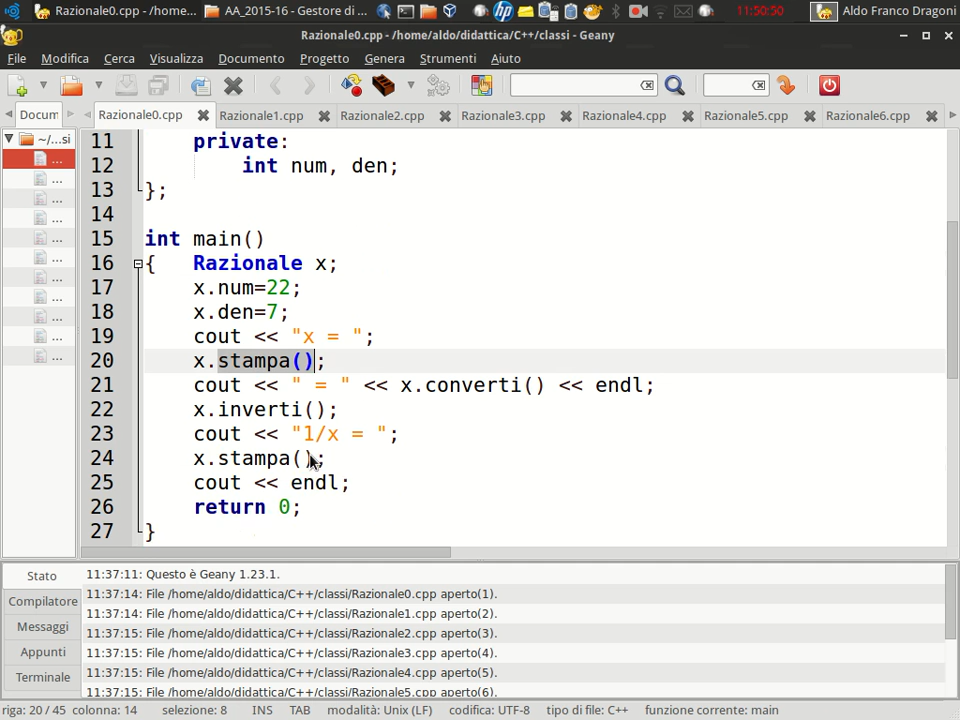 Razionale0.cpp - /home... AA_2015-16 - Gestore di ... 11:50:50 Aldo Franco Dragoni
Razionale0.cpp - /home/aldo/didattica/C++/classi - Geany
File Modifica Cerca Visualizza Documento Progetto Genera Strumenti Aiuto
Docum Razionale0.cpp Razionale1.cpp Razionale2.cpp Razionale3.cpp Razionale4.cpp Razionale5.cpp Razionale6.cpp
~/...si
...
...
...
...
...
...
...
...
...
...
...
11 private:
12 int num, den;
13 };
14
15 int main()
16 { Razionale x;
17 x.num=22;
18 x.den=7;
19 cout << "x = ";
20 x.stampa();
21 cout << " = " << x.converti() << endl;
22 x.inverti();
23 cout << "1/x = ";
24 x.stampa();
25 cout << endl;
26 return 0;
27 }
Stato
Compilatore
Messaggi
Appunti
Terminale
11:37:11: Questo è Geany 1.23.1.
11:37:14: File /home/aldo/didattica/C++/classi/Razionale0.cpp aperto(1).
11:37:14: File /home/aldo/didattica/C++/classi/Razionale1.cpp aperto(2).
11:37:15: File /home/aldo/didattica/C++/classi/Razionale2.cpp aperto(3).
11:37:15: File /home/aldo/didattica/C++/classi/Razionale3.cpp aperto(4).
11:37:15: File /home/aldo/didattica/C++/classi/Razionale4.cpp aperto(5).
11:37:15: File /home/aldo/didattica/C++/classi/Razionale5.cpp aperto(6).
riga: 20 / 45 colonna: 14 selezione: 8 INS TAB modalità: Unix (LF) codifica: UTF-8 tipo di file: C++ funzione corrente: main